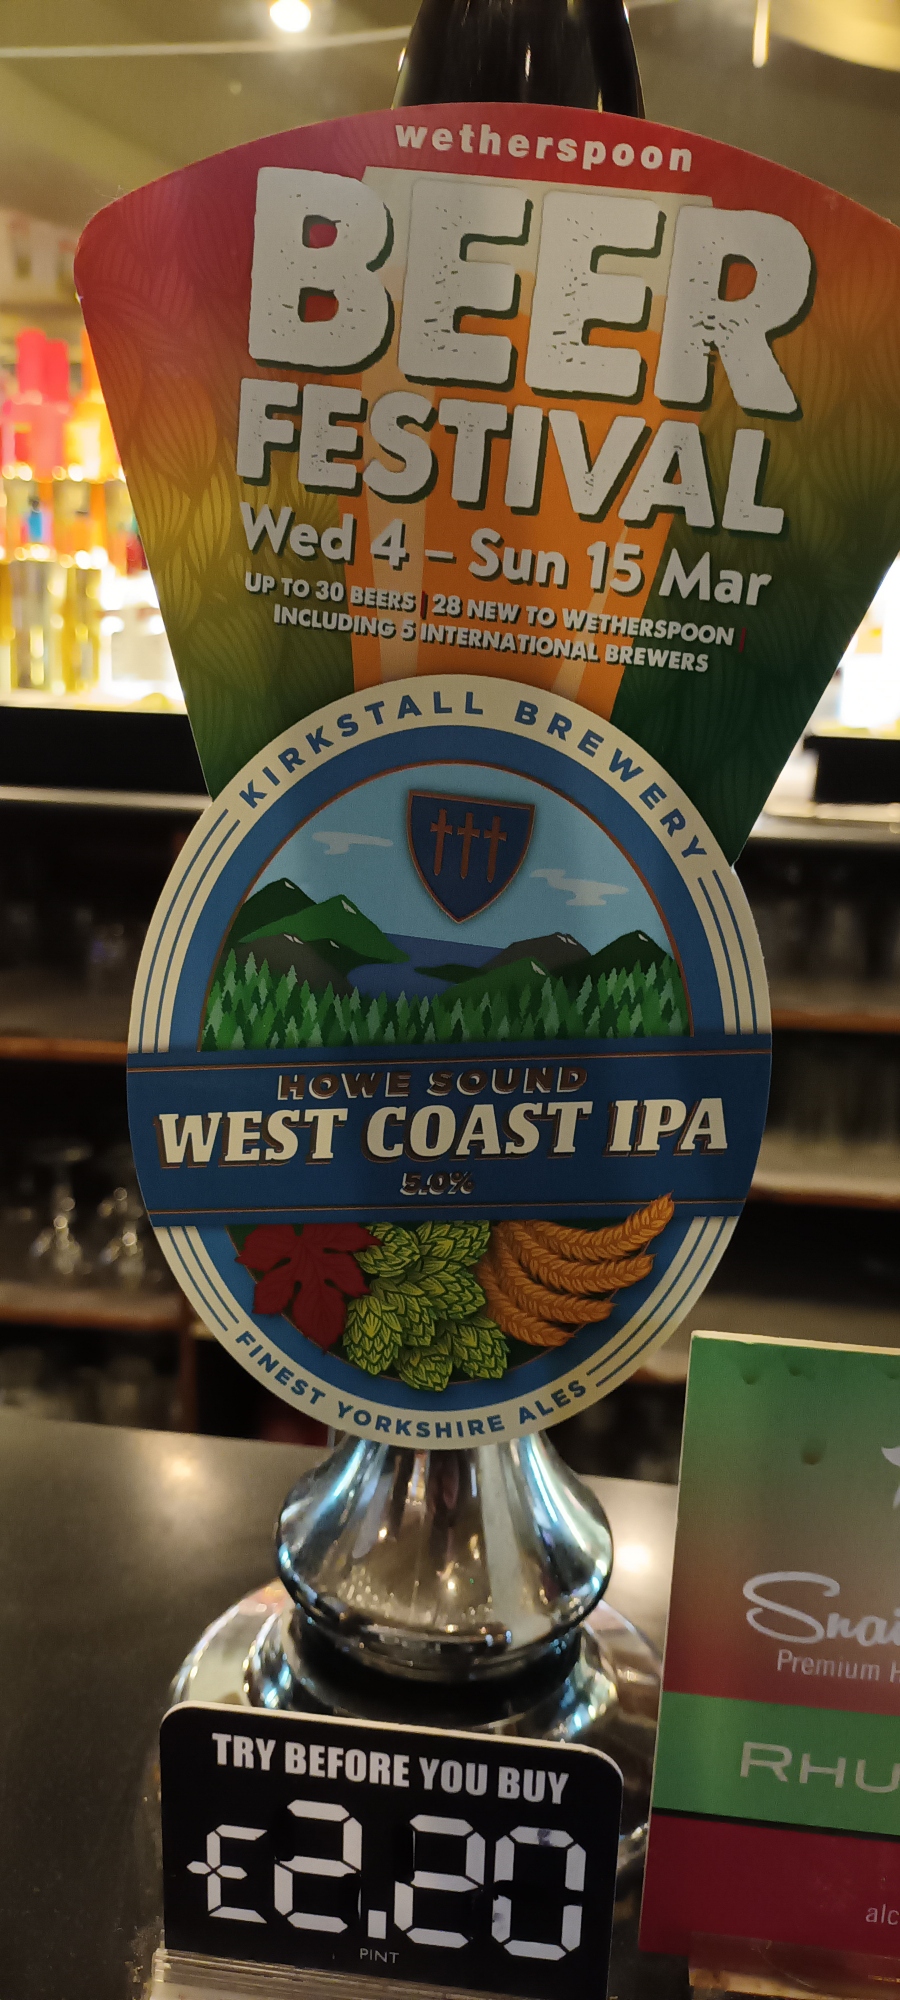 wetherspoon
BEER
FESTIVAL
Wed 4 – Sun 15 Mar
UP TO 30 BEERS | 28 NEW TO WETHERSPOON |
INCLUDING 5 INTERNATIONAL BREWERS
KIRKSTALL BREWERY
HOWE SOUND
WEST COAST IPA
5.0%
FINEST YORKSHIRE ALES
TRY BEFORE YOU BUY
£2.20
PINT
Premium